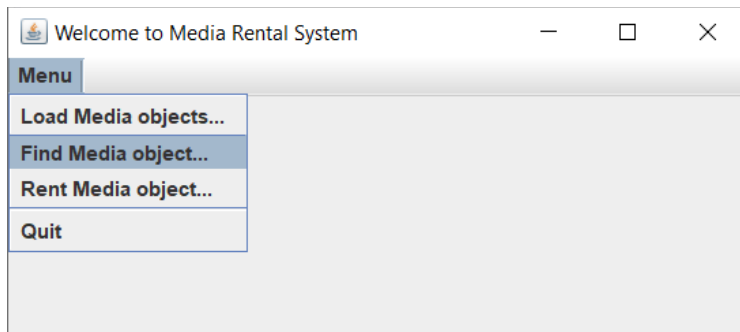 Welcome to Media Rental System
Menu
Load Media objects...
Find Media object...
Rent Media object...
Quit